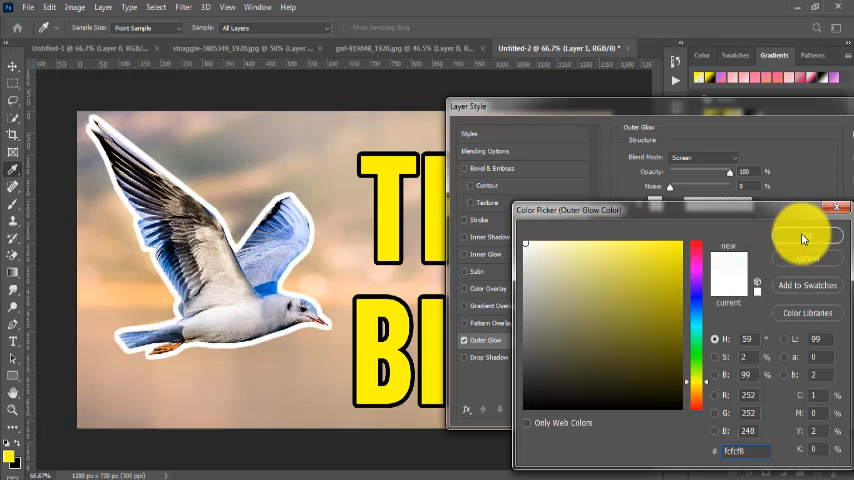 Ps File Edit Image Layer Type Select Filter 3D View Window Help
Sample Size: Point Sample Sample: All Layers Show Sampling Ring
Untitled-1 @ 66.7% (Layer 0, RGB/8) × struggle-3805349_1920.jpg @ 50% (Layer ... × girl-919048_1920.jpg @ 46.5% (Layer 0, R... × Untitled-2 @ 66.7% (Layer 1, RGB/8) * ×
Color Swatches Gradients Patterns
TI
BI
Layer Style
Styles
Blending Options
Bevel & Emboss
Contour
Texture
Stroke
Inner Shadow
Inner Glow
Satin
Color Overlay
Gradient Overl
Pattern Overla
Outer Glow
Drop Shadow
fx
Outer Glow
Structure
Blend Mode: Screen
Opacity: 100 %
Noise: 0 %
Color Picker (Outer Glow Color)
new
current
Cancel
Add to Swatches
Color Libraries
H: 59 °
S: 2 %
B: 99 %
R: 252
G: 252
B: 248
L: 99
a: 0
b: 2
C: 1 %
M: 0 %
Y: 2 %
K: 0 %
# fcfcf8
Only Web Colors
66.67% 1280 px x 720 px (300 ppi)